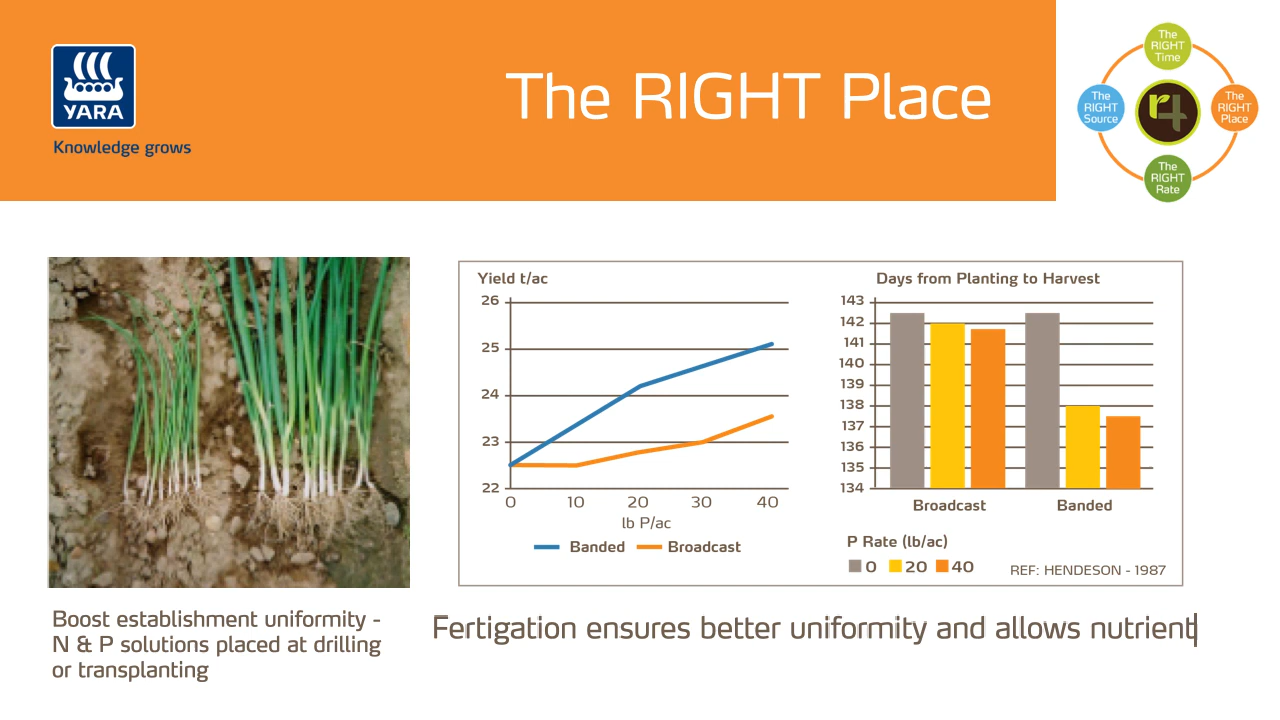 YARA
Knowledge grows
The RIGHT Place
The
RIGHT
Time
The
RIGHT
Source
r4
The
RIGHT
Place
The
RIGHT
Rate
Yield t/ac
26
25
24
23
22
0 10 20 30 40
lb P/ac
Banded Broadcast
Days from Planting to Harvest
143
142
141
140
139
138
137
136
135
134
Broadcast Banded
P Rate (lb/ac)
0 20 40
REF: HENDESON - 1987
Boost establishment uniformity -
N & P solutions placed at drilling
or transplanting
Fertigation ensures better uniformity and allows nutrient